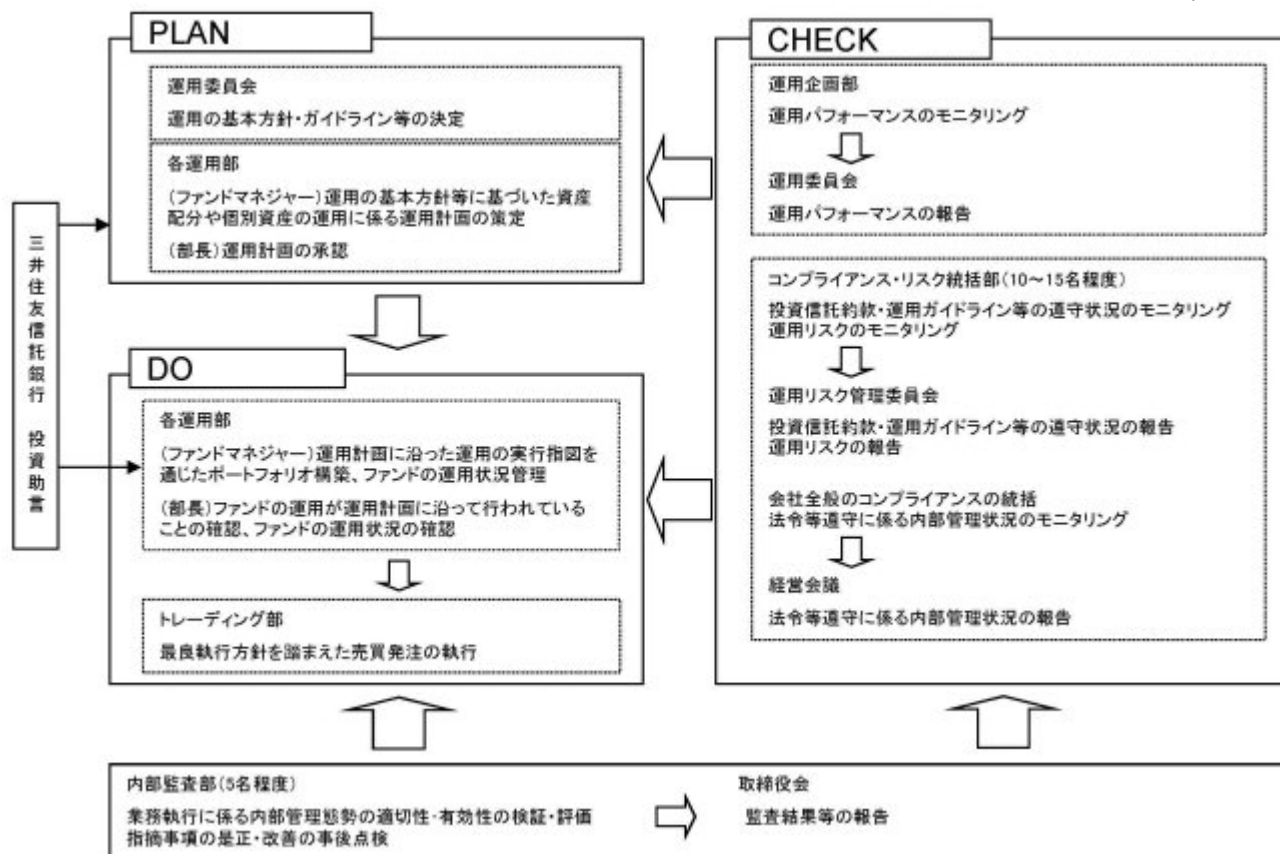 PLAN
運用委員会
運用の基本方針・ガイドライン等の決定
各運用部
(ファンドマネジャー)運用の基本方針等に基づいた資産
配分や個別資産の運用に係る運用計画の策定
(部長)運用計画の承認
三井住友信託銀行 投資助言
DO
各運用部
(ファンドマネジャー)運用計画に沿った運用の実行指図を
通じたポートフォリオ構築、ファンドの運用状況管理
(部長)ファンドの運用が運用計画に沿って行われている
ことの確認、ファンドの運用状況の確認
トレーディング部
最良執行方針を踏まえた売買発注の執行
CHECK
運用企画部
運用パフォーマンスのモニタリング
運用委員会
運用パフォーマンスの報告
コンプライアンス・リスク統括部(10～15名程度)
投資信託約款・運用ガイドライン等の遵守状況のモニタリング
運用リスクのモニタリング
運用リスク管理委員会
投資信託約款・運用ガイドライン等の遵守状況の報告
運用リスクの報告
会社全般のコンプライアンスの統括
法令等遵守に係る内部管理状況のモニタリング
経営会議
法令等遵守に係る内部管理状況の報告
内部監査部(5名程度)
業務執行に係る内部管理態勢の適切性・有効性の検証・評価
指摘事項の是正・改善の事後点検
取締役会
監査結果等の報告